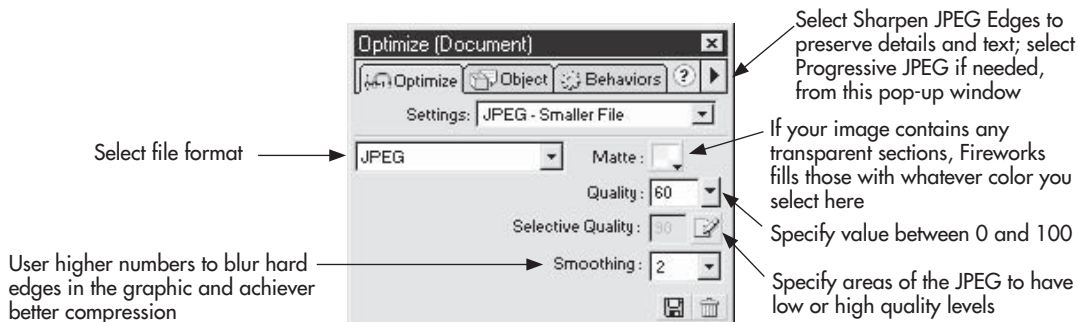 Select Sharpen JPEG Edges to
preserve details and text; select
Progressive JPEG if needed,
from this pop-up window
Optimize (Document)
Optimize
Object
Behaviors
?
Settings: JPEG - Smaller File
Select file format
JPEG
Matte:
If your image contains any
transparent sections, Fireworks
fills those with whatever color you
select here
Quality: 60
Specify value between 0 and 100
Selective Quality: 90
Specify areas of the JPEG to have
low or high quality levels
User higher numbers to blur hard
edges in the graphic and achiever
better compression
Smoothing: 2